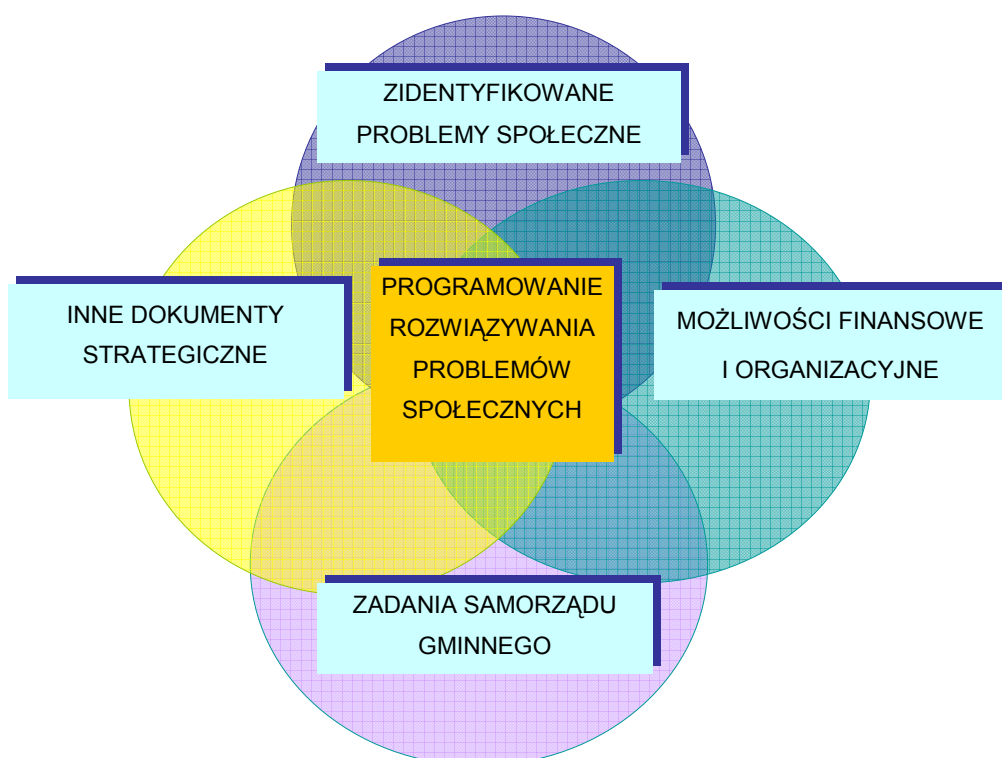 ZIDENTYFIKOWANE
PROBLEMY SPOŁECZNE
INNE DOKUMENTY
STRATEGICZNE
PROGRAMOWANIE
ROZWIĄZYWANIA
PROBLEMÓW
SPOŁECZNYCH
MOŻLIWOŚCI FINANSOWE
I ORGANIZACYJNE
ZADANIA SAMORZĄDU
GMINNEGO